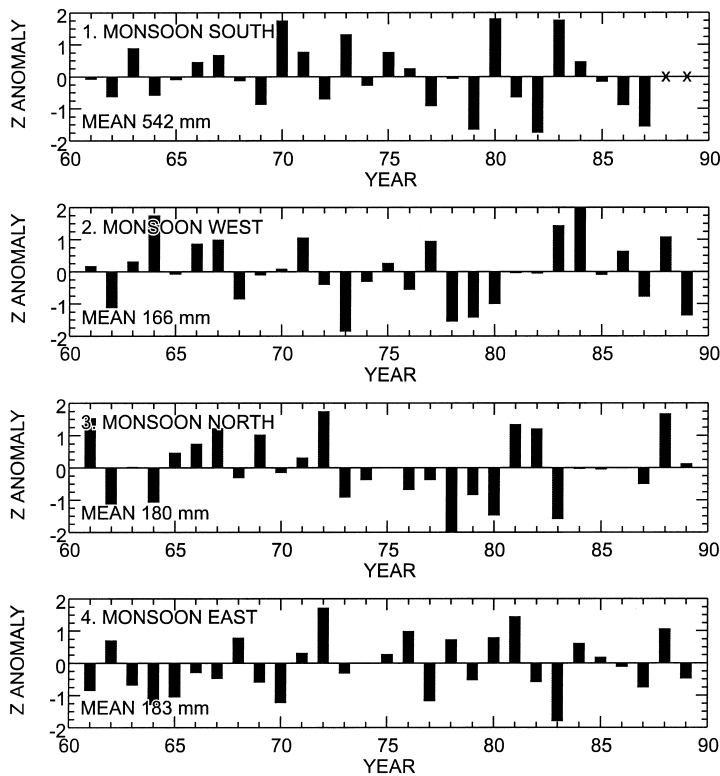 2
1. MONSOON SOUTH
1
Z ANOMALY
0
x x
-1
MEAN 542 mm
-2
60 65 70 75 80 85 90
YEAR
2
2. MONSOON WEST
1
Z ANOMALY
0
-1
MEAN 166 mm
-2
60 65 70 75 80 85 90
YEAR
2
3. MONSOON NORTH
1
Z ANOMALY
0
-1
MEAN 180 mm
-2
60 65 70 75 80 85 90
YEAR
2
4. MONSOON EAST
1
Z ANOMALY
0
-1
MEAN 183 mm
-2
60 65 70 75 80 85 90
YEAR